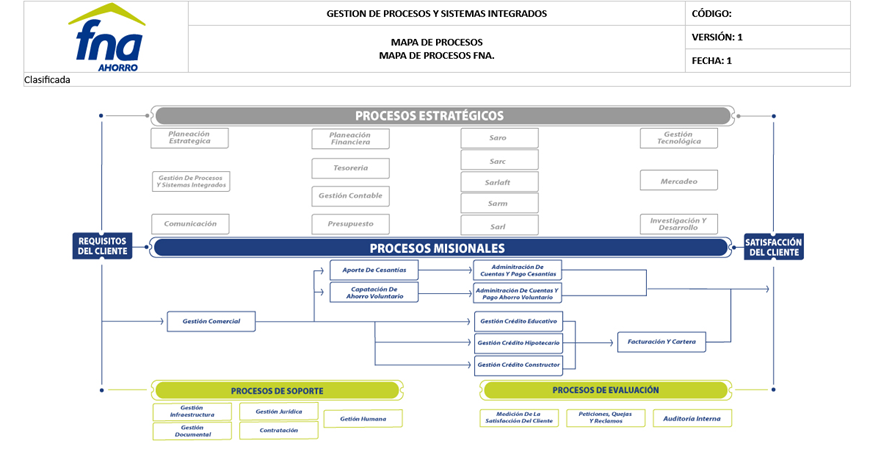 fna
AHORRO
GESTION DE PROCESOS Y SISTEMAS INTEGRADOS
MAPA DE PROCESOS
MAPA DE PROCESOS FNA.
CÓDIGO:
VERSIÓN: 1
FECHA: 1
Clasificada
PROCESOS ESTRATÉGICOS
Planeación
Estrategica
Gestión De Procesos
Y Sistemas Integrados
Comunicación
Planeación
Financiera
Tesorería
Gestión Contable
Presupuesto
Saro
Sarc
Sarlaft
Sarm
Sarl
Gestión
Tecnológica
Mercadeo
Investigación Y
Desarrollo
REQUISITOS
DEL CLIENTE
PROCESOS MISIONALES
SATISFACCIÓN
DEL CLIENTE
Gestión Comercial
Aporte De Cesantías
Capatación De
Ahorro Voluntario
Adminitración De
Cuentas Y Pago Cesantías
Adminitración De Cuentas Y
Pago Ahorro Voluntario
Gestión Crédito Educativo
Gestión Crédito Hipotecario
Gestión Crédito Constructor
Facturación Y Cartera
PROCESOS DE SOPORTE
Gestión
Infraestructura
Gestión
Documental
Gestión Jurídica
Contratación
Getión Humana
PROCESOS DE EVALUACIÓN
Medición De La
Satisfacción Del Cliente
Peticiones, Quejas
Y Reclamos
Auditoría Interna